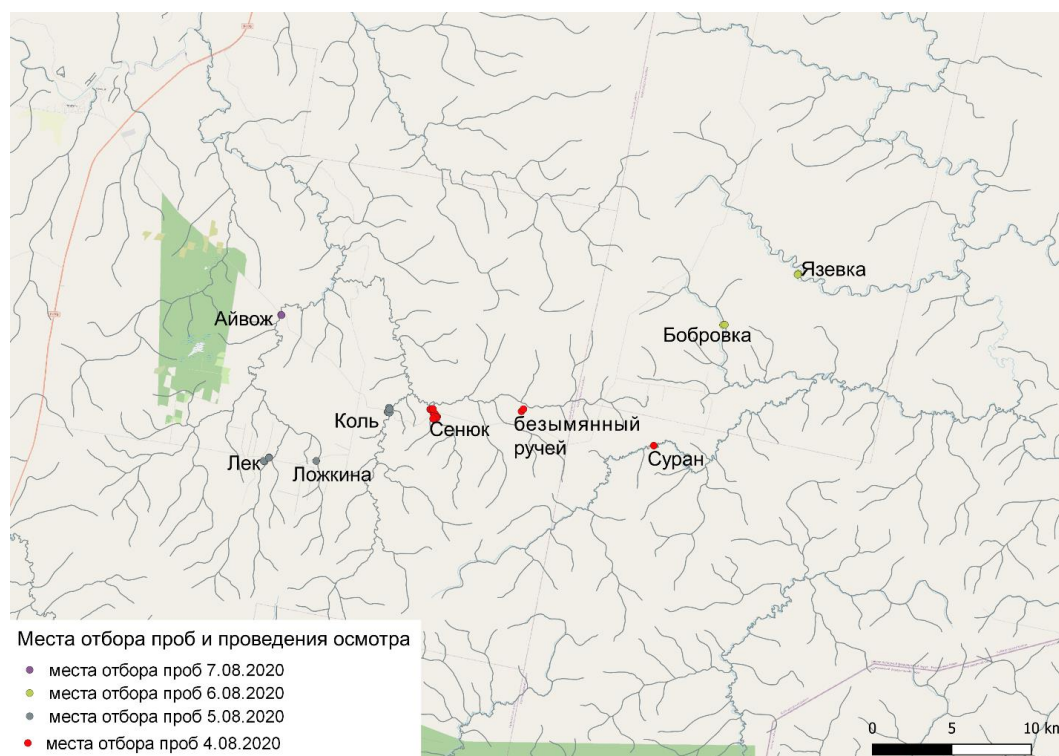 Язевка
Айвож
Бобровка
Коль
Сенюк
безымянный
ручей
Суран
Лек
Ложкина
Места отбора проб и проведения осмотра
места отбора проб 7.08.2020
места отбора проб 6.08.2020
места отбора проб 5.08.2020
места отбора проб 4.08.2020
0 5 10 km